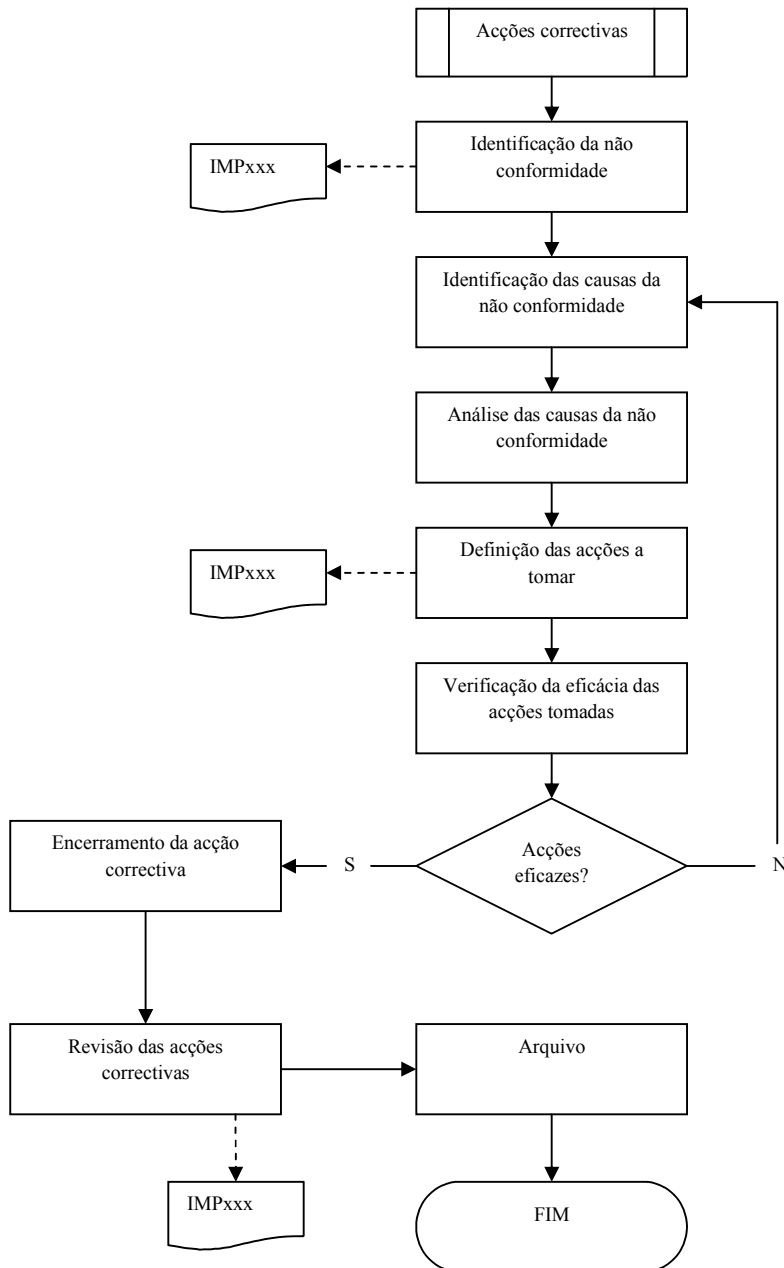 Acções correctivas
Identificação da não
conformidade
IMPxxx
Identificação das causas da
não conformidade
Análise das causas da não
conformidade
Definição das acções a
tomar
IMPxxx
Verificação da eficácia das
acções tomadas
Acções
eficazes?
S
N
Encerramento da acção
correctiva
Revisão das acções
correctivas
Arquivo
IMPxxx
FIM